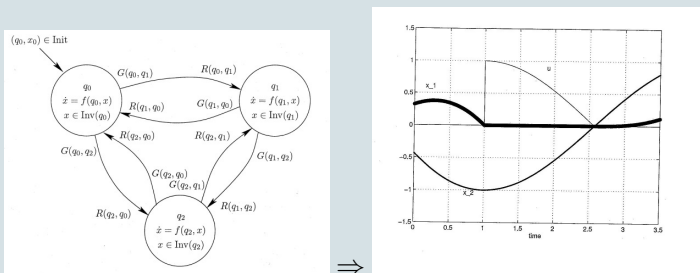 (q₀, x₀) ∈ Init
G(q₀, q₁)
R(q₀, q₁)
q₀
ẋ = f(q₀, x)
x ∈ Inv(q₀)
q₁
ẋ = f(q₁, x)
x ∈ Inv(q₁)
R(q₁, q₀)
G(q₁, q₀)
R(q₂, q₀)
R(q₂, q₁)
G(q₀, q₂)
G(q₁, q₂)
G(q₂, q₀)
G(q₂, q₁)
R(q₂, q₀)
R(q₁, q₂)
q₂
ẋ = f(q₂, x)
x ∈ Inv(q₂)
⇒
1.5
1
0.5
0
−0.5
−1
−1.5
x_1
u
x_2
0 0.5 1 1.5 2 2.5 3 3.5
time